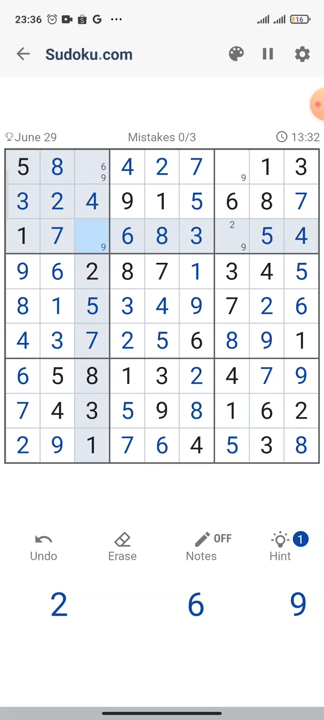 23:36 G 16
Sudoku.com
June 29 Mistakes 0/3 13:32
5 8 6 9 4 2 7 9 1 3
3 2 4 9 1 5 6 8 7
1 7 9 6 8 3 2 9 5 4
9 6 2 8 7 1 3 4 5
8 1 5 3 4 9 7 2 6
4 3 7 2 5 6 8 9 1
6 5 8 1 3 2 4 7 9
7 4 3 5 9 8 1 6 2
2 9 1 7 6 4 5 3 8
OFF 1
Undo Erase Notes Hint
2 6 9